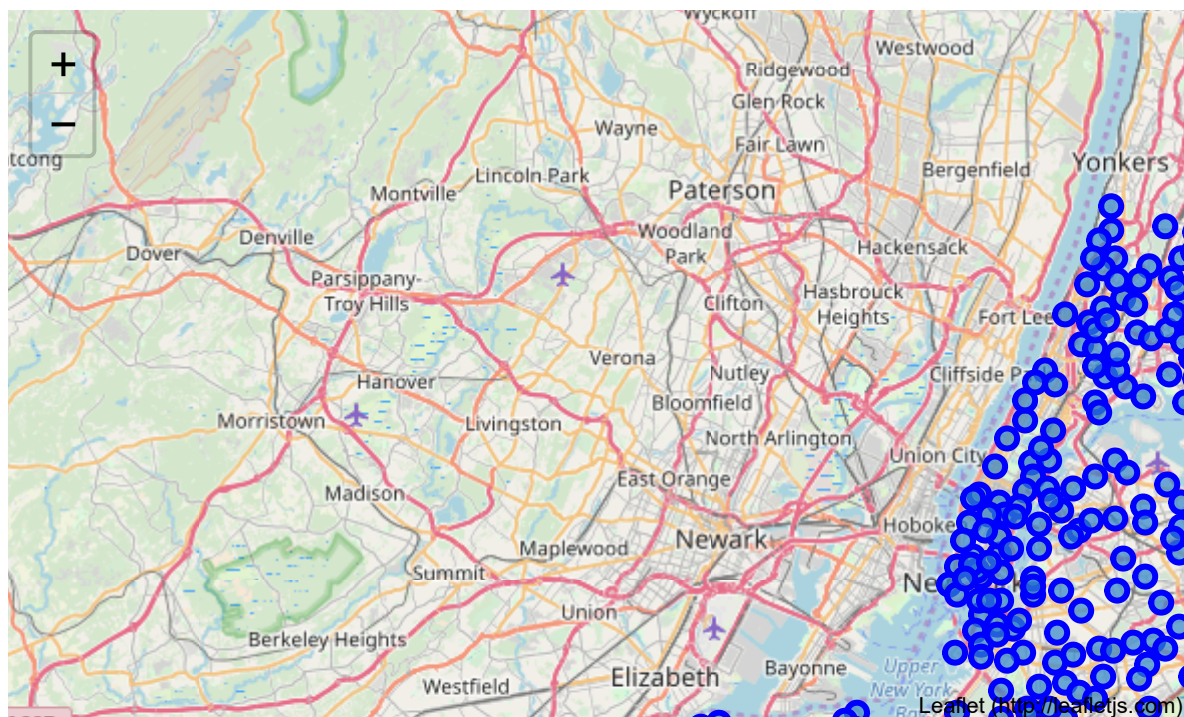 Wyckoff
Westwood
+
Ridgewood
Glen Rock
−
Wayne
Fair Lawn
tcong
Yonkers
Bergenfield
Lincoln Park
Montville
Paterson
Woodland
Park
Denville
Dover
Hackensack
Parsippany-
Troy Hills
Clifton
Hasbrouck
Heights
Fort Lee
Verona
Nutley
Cliffside
Hanover
Bloomfield
Morristown
Livingston
North Arlington
Union City
East Orange
Madison
Hoboke
Newark
Maplewood
Summit
Ne
k
Union
Berkeley Heights
Elizabeth
Bayonne
Upper
New York
Westfield
Leaflet (http://leafletjs.com)